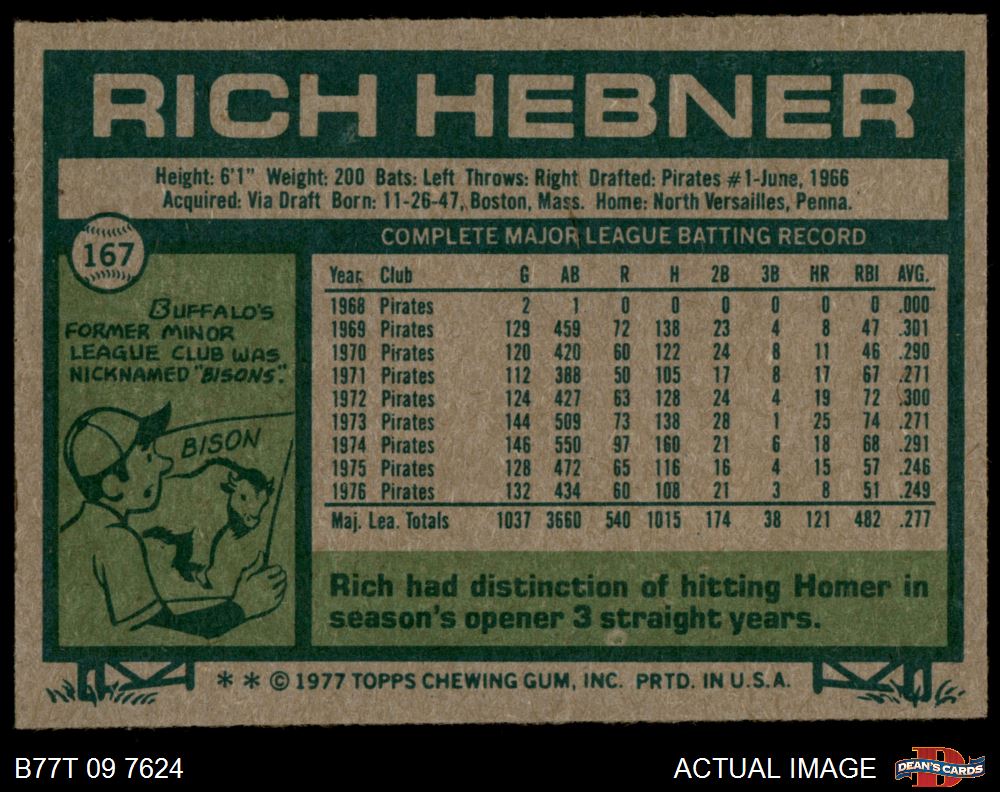 RICH HEBNER
Height: 6'1" Weight: 200 Bats: Left Throws: Right Drafted: Pirates #1-June, 1966
Acquired: Via Draft Born: 11-26-47, Boston, Mass. Home: North Versailles, Penna.
167
BUFFALO'S
FORMER MINOR
LEAGUE CLUB WAS
NICKNAMED "BISONS".
BISON
COMPLETE MAJOR LEAGUE BATTING RECORD
Year Club G AB R H 2B 3B HR RBI AVG.
1968 Pirates 2 1 0 0 0 0 0 0 .000
1969 Pirates 129 459 72 138 23 4 8 47 .301
1970 Pirates 120 420 60 122 24 8 11 46 .290
1971 Pirates 112 388 50 105 17 8 17 67 .271
1972 Pirates 124 427 63 128 24 4 19 72 .300
1973 Pirates 144 509 73 138 28 1 25 74 .271
1974 Pirates 146 550 97 160 21 6 18 68 .291
1975 Pirates 128 472 65 116 16 4 15 57 .246
1976 Pirates 132 434 60 108 21 3 8 51 .249
Maj. Lea. Totals 1037 3660 540 1015 174 38 121 482 .277
Rich had distinction of hitting Homer in
season's opener 3 straight years.
* * © 1977 TOPPS CHEWING GUM, INC. PRTD. IN U.S.A.
B77T 09 7624
ACTUAL IMAGE
D
DEAN'S CARDS